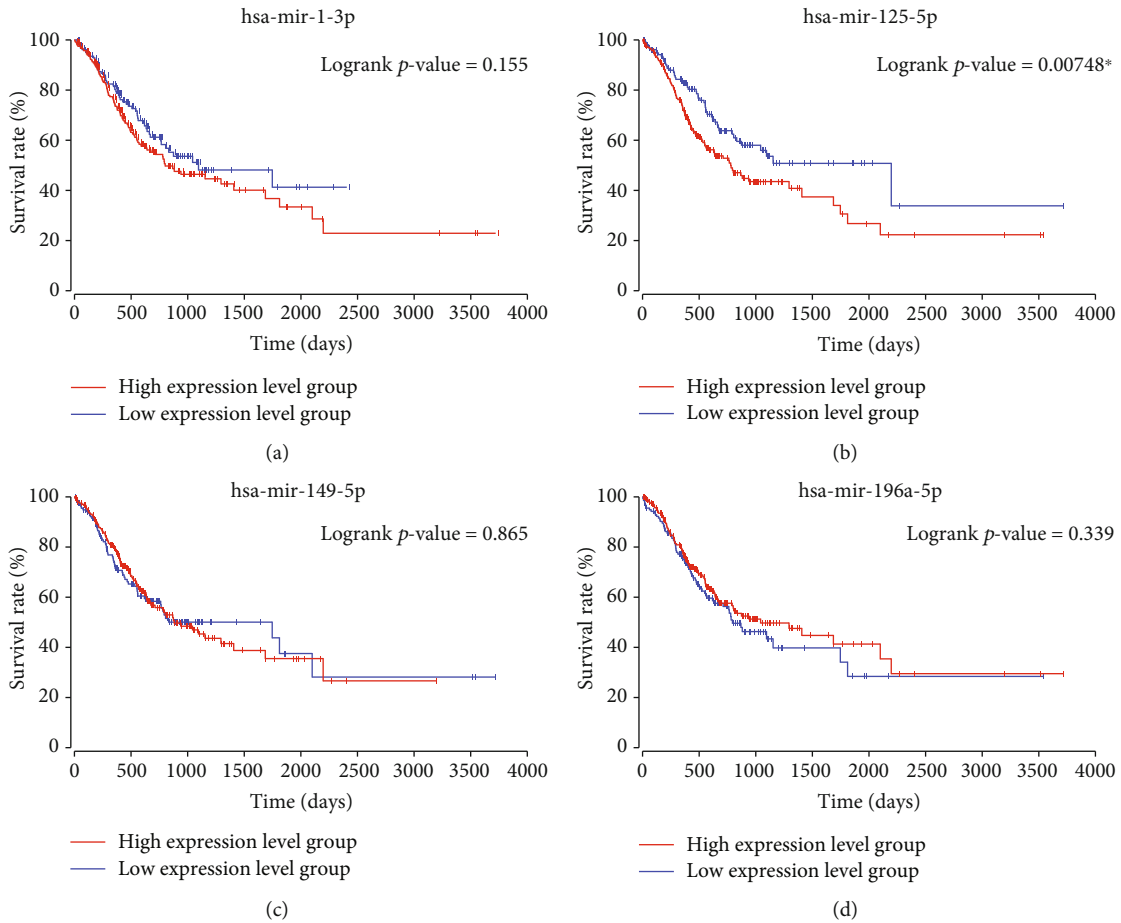 hsa-mir-1-3p
Logrank p-value = 0.155
Survival rate (%)
100
80
60
40
20
0
0 500 1000 1500 2000 2500 3000 3500 4000
Time (days)
High expression level group
Low expression level group
(a)
hsa-mir-125-5p
Logrank p-value = 0.00748*
Survival rate (%)
100
80
60
40
20
0
0 500 1000 1500 2000 2500 3000 3500 4000
Time (days)
High expression level group
Low expression level group
(b)
hsa-mir-149-5p
Logrank p-value = 0.865
Survival rate (%)
100
80
60
40
20
0
0 500 1000 1500 2000 2500 3000 3500 4000
Time (days)
High expression level group
Low expression level group
(c)
hsa-mir-196a-5p
Logrank p-value = 0.339
Survival rate (%)
100
80
60
40
20
0
0 500 1000 1500 2000 2500 3000 3500 4000
Time (days)
High expression level group
Low expression level group
(d)